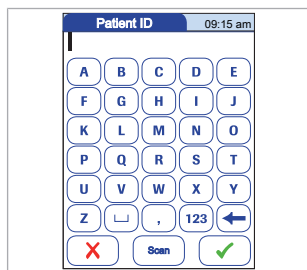 Patient ID 09:15 am
A B C D E
F G H I J
K L M N O
P Q R S T
U V W X Y
Z , 123
Scan